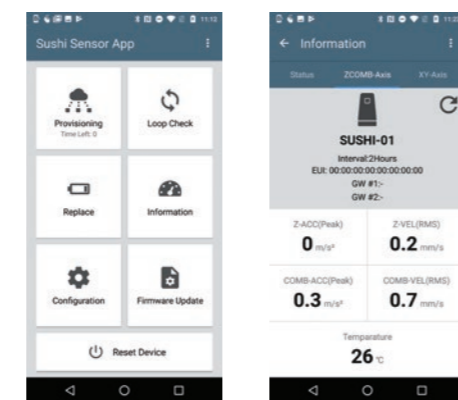 11:12
Sushi Sensor App
Provisioning
Time Left: 0
Loop Check
Replace
Information
Configuration
Firmware Update
Reset Device
Information
Status ZCOMB-Axis XY-Axis
SUSHI-01
Interval:2Hours
EUI: 00:00:00:00:00:00:00:00
GW #1:-
GW #2:-
Z-ACC(Peak) Z-VEL(RMS)
0 m/s² 0.2 mm/s
COMB-ACC(Peak) COMB-VEL(RMS)
0.3 m/s² 0.7 mm/s
Temparature
26 °C